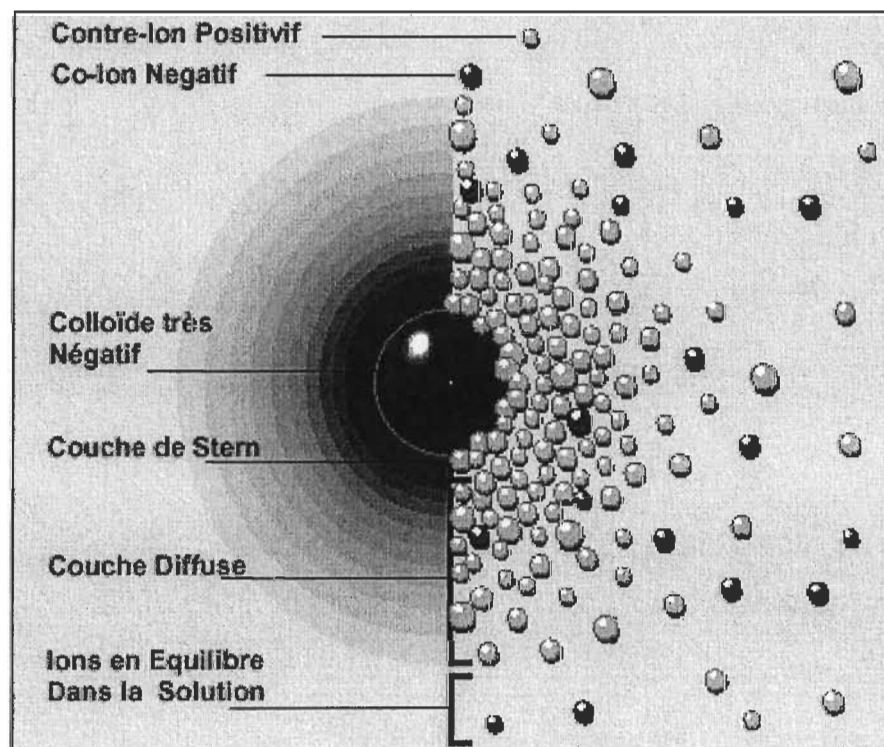 Contre-Ion Positivif
Co-Ion Negatif
Colloïde très
Négatif
Couche de Stern
Couche Diffuse
Ions en Equilibre
Dans la Solution